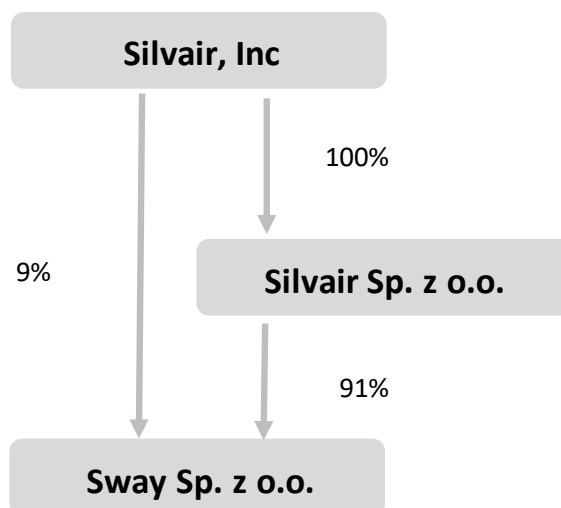 Silvair, Inc
100%
9%
Silvair Sp. z o.o.
91%
Sway Sp. z o.o.